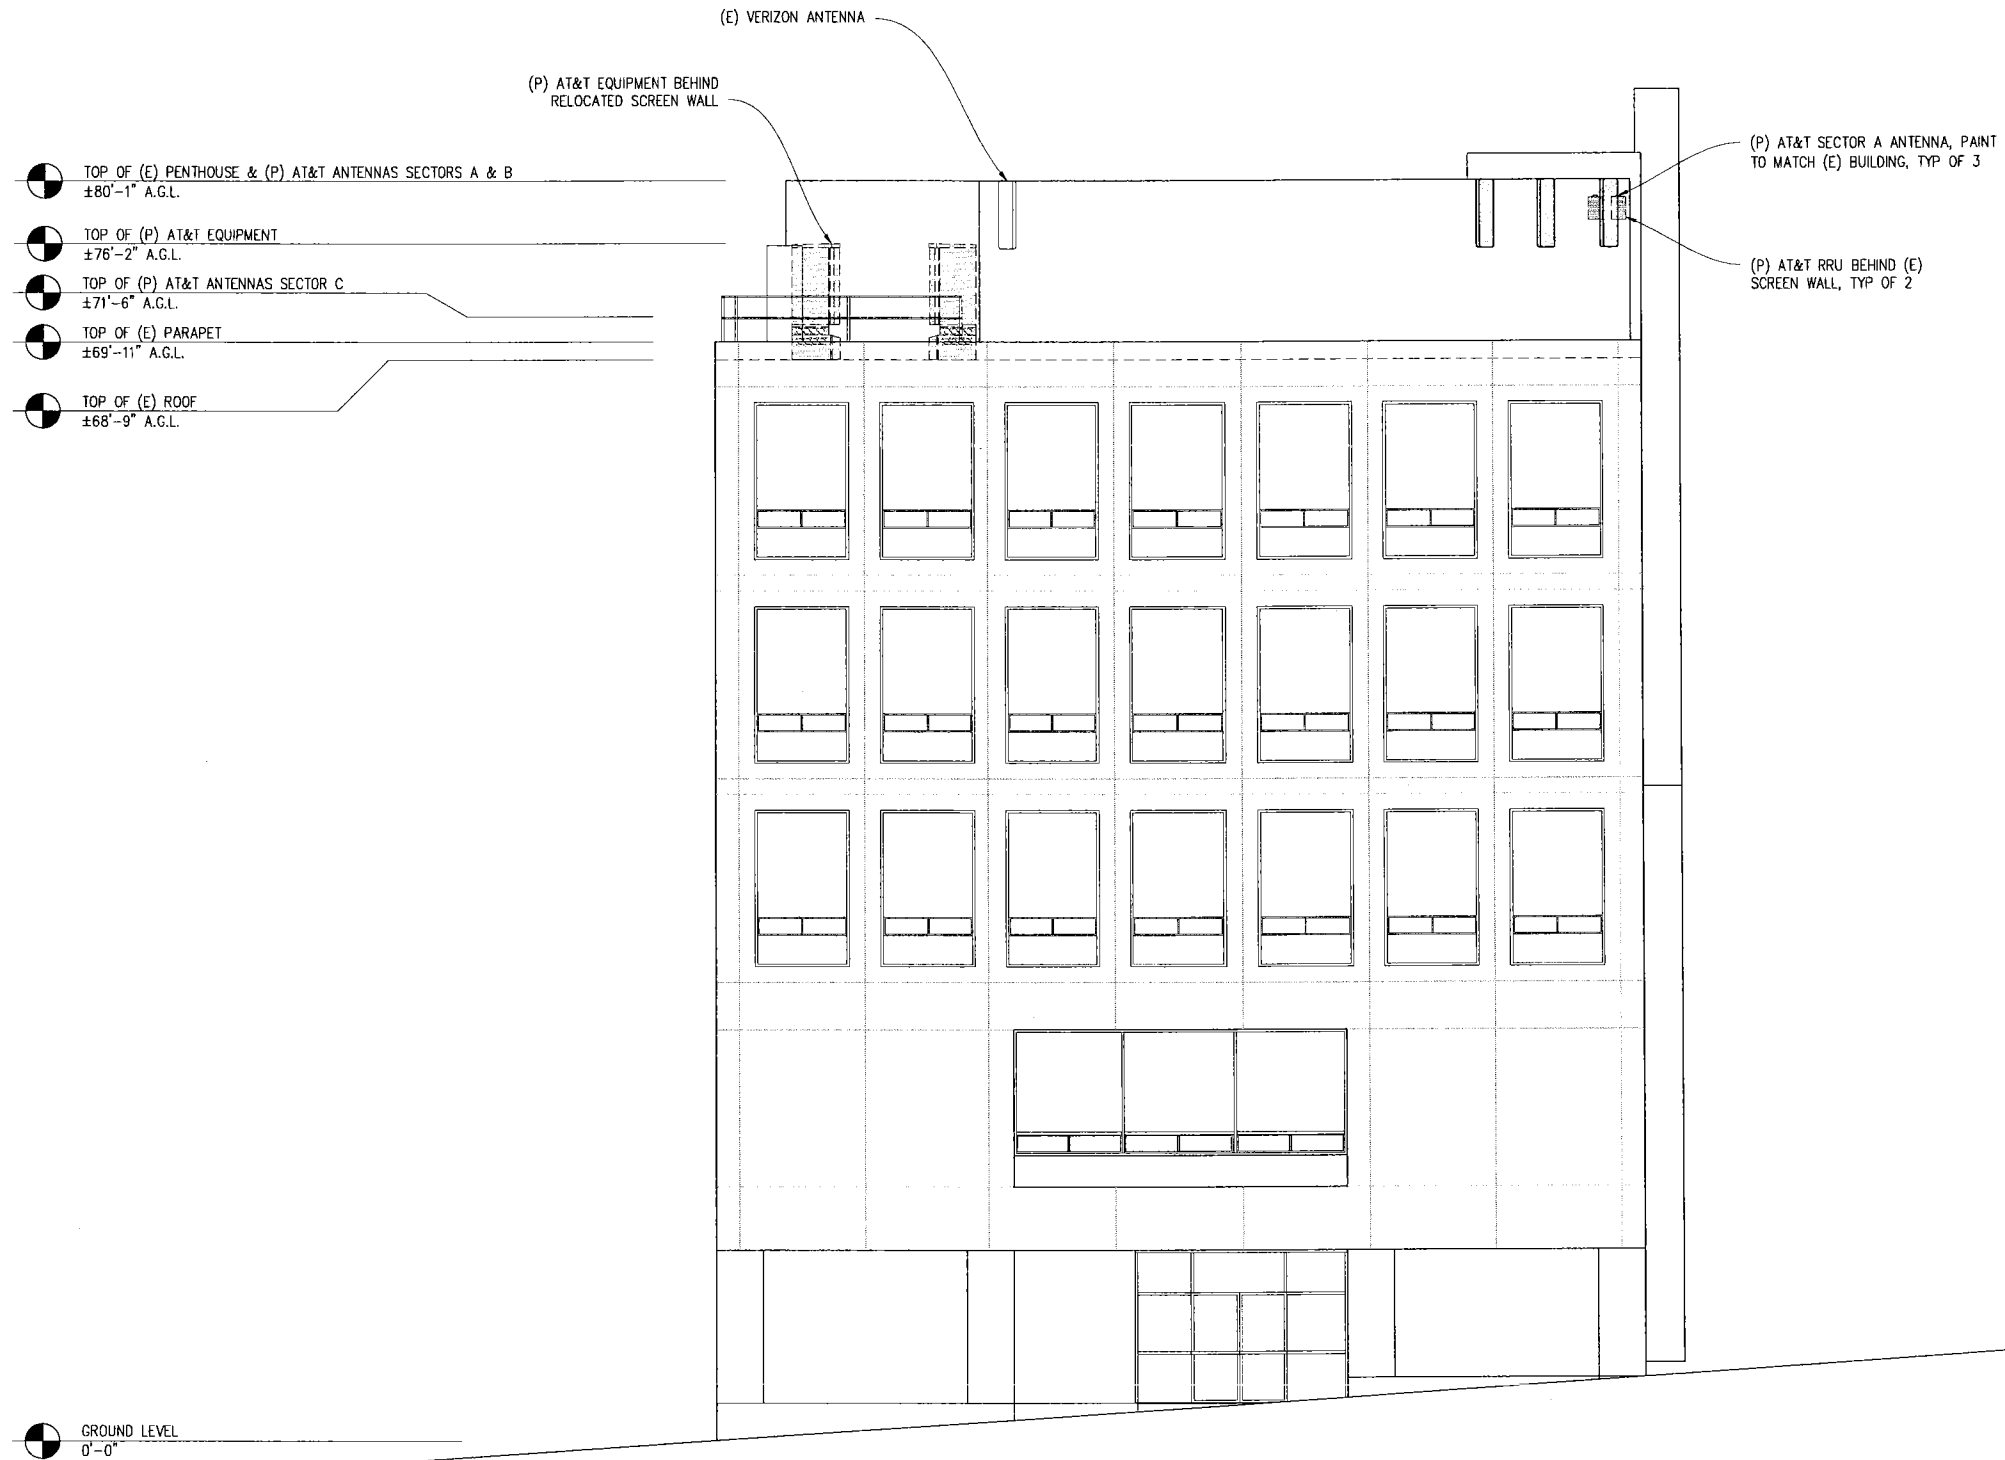 (E) VERIZON ANTENNA
(P) AT&T EQUIPMENT BEHIND
RELOCATED SCREEN WALL
(P) AT&T SECTOR A ANTENNA, PAINT
TO MATCH (E) BUILDING, TYP OF 3
TOP OF (E) PENTHOUSE & (P) AT&T ANTENNAS SECTORS A & B
±80'-1" A.G.L.
TOP OF (P) AT&T EQUIPMENT
±76'-2" A.G.L.
(P) AT&T RRU BEHIND (E)
SCREEN WALL, TYP OF 2
TOP OF (P) AT&T ANTENNAS SECTOR C
±71'-6" A.G.L.
TOP OF (E) PARAPET
±69'-11" A.G.L.
TOP OF (E) ROOF
±68'-9" A.G.L.
GROUND LEVEL
0'-0"